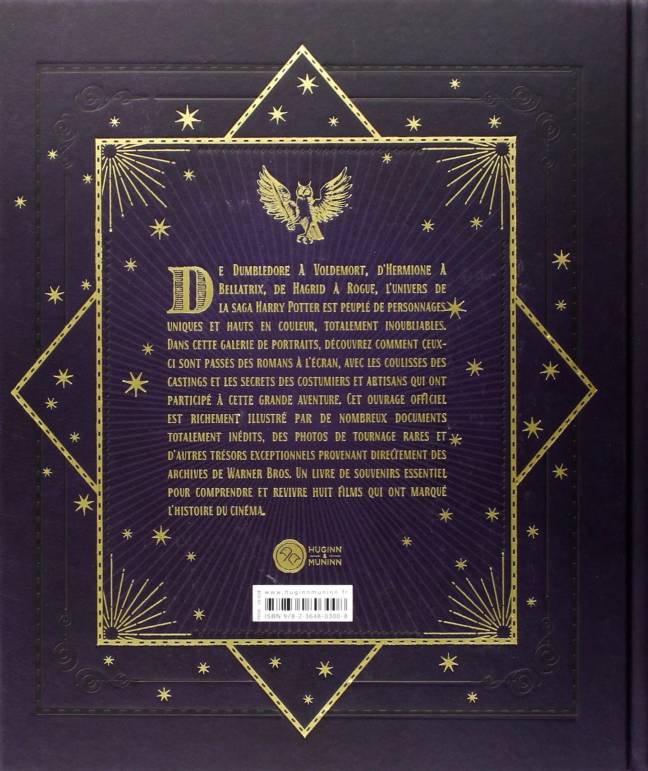 DE DUMBLEDORE À VOLDEMORT, D'HERMIONE À
BELLATRIX, DE HAGRID À ROGUE, L'UNIVERS DE
LA SAGA HARRY POTTER EST PEUPLÉ DE PERSONNAGES
UNIQUES ET HAUTS EN COULEUR, TOTALEMENT INOUBLIABLES.
DANS CETTE GALERIE DE PORTRAITS, DÉCOUVREZ COMMENT CEUX-
CI SONT PASSÉS DES ROMANS À L'ÉCRAN, AVEC LES COULISSES DES
CASTINGS ET LES SECRETS DES COSTUMIERS ET ARTISANS QUI ONT
PARTICIPÉ À CETTE GRANDE AVENTURE. CET OUVRAGE OFFICIEL
EST RICHEMENT ILLUSTRÉ PAR DE NOMBREUX DOCUMENTS
TOTALEMENT INÉDITS, DES PHOTOS DE TOURNAGE RARES ET
D'AUTRES TRÉSORS EXCEPTIONNELS PROVENANT DIRECTEMENT DES
ARCHIVES DE WARNER BROS. UN LIVRE DE SOUVENIRS ESSENTIEL
POUR COMPRENDRE ET REVIVRE HUIT FILMS QUI ONT MARQUÉ
L'HISTOIRE DU CINÉMA.
HUGINN
&
MUNINN
www.huginnmuninn.fr
ISBN 978-2-3648-0300-8